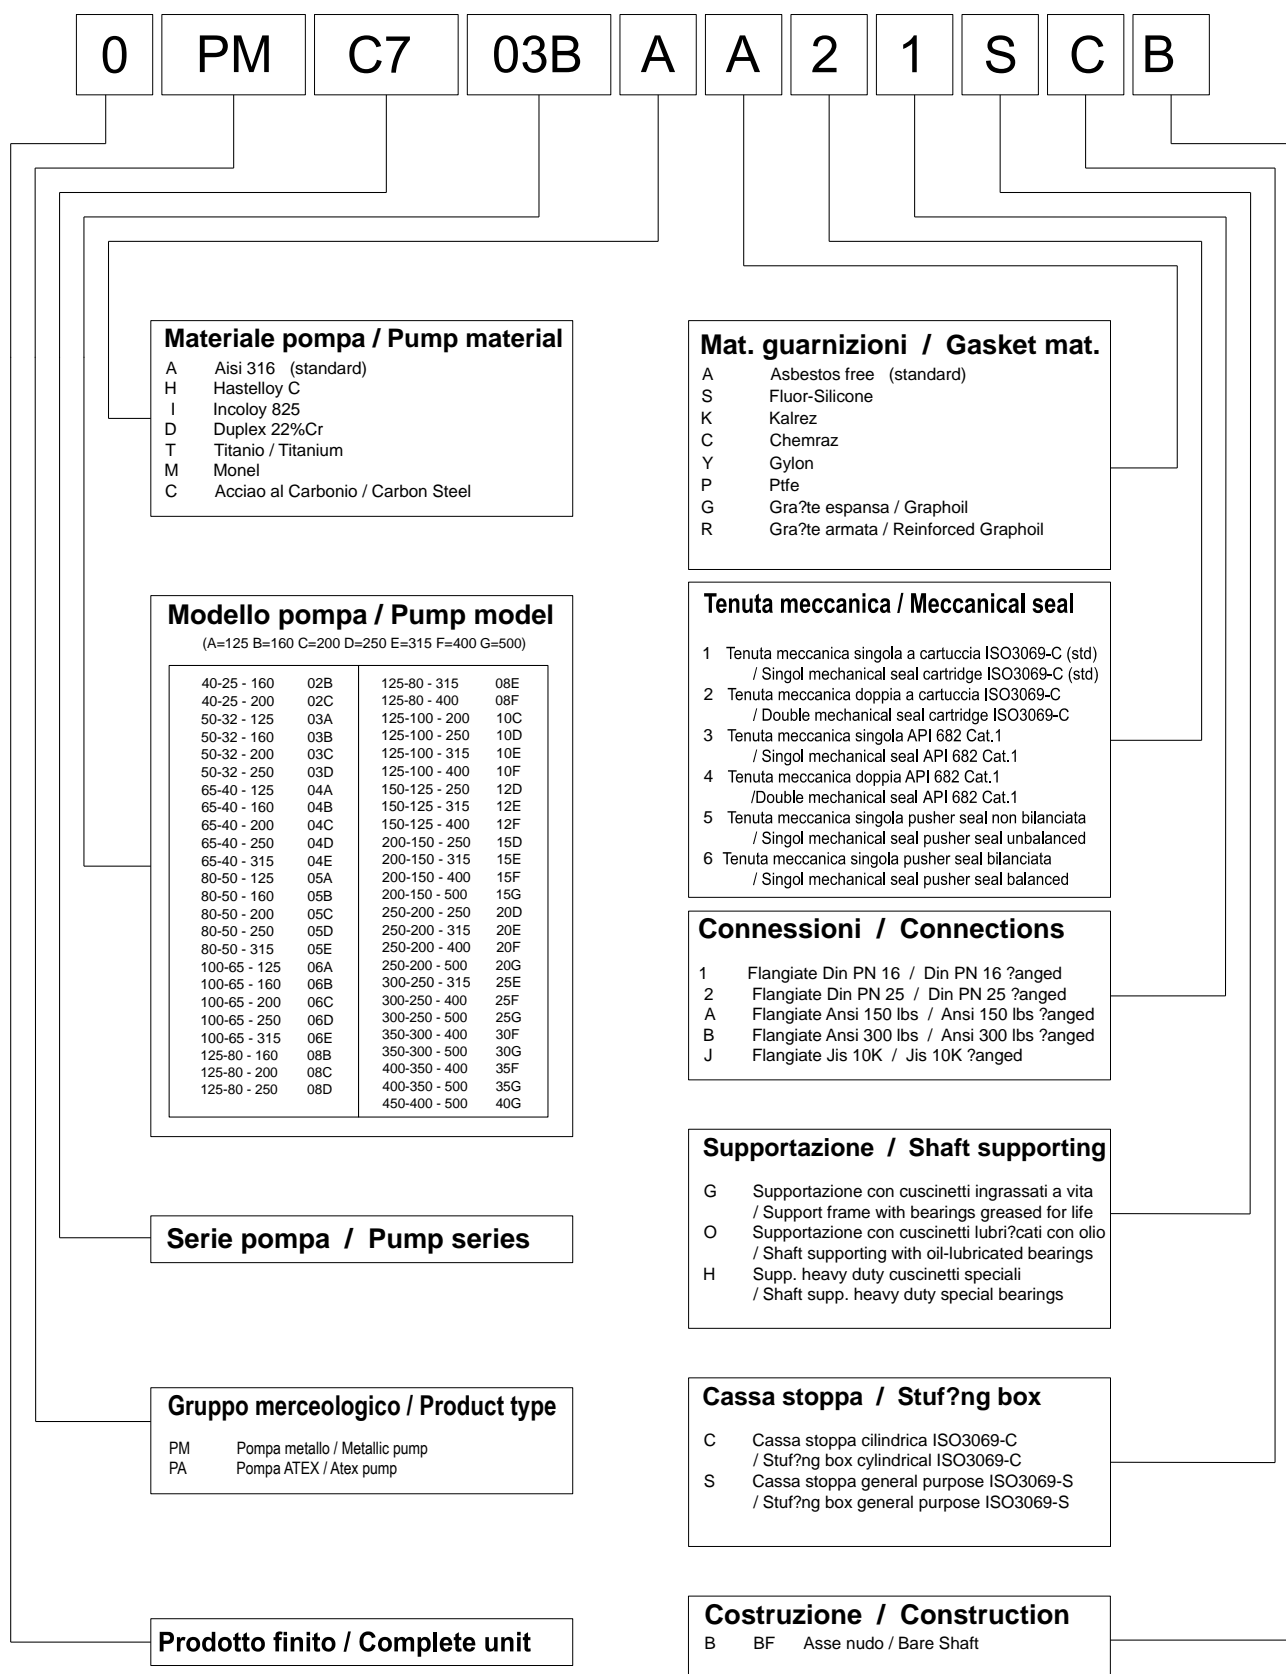 0 PM C7 03B A A 2 1 S C B
Materiale pompa / Pump material
A Aisi 316 (standard)
H Hastelloy C
I Incoloy 825
D Duplex 22%Cr
T Titanio / Titanium
M Monel
C Acciao al Carbonio / Carbon Steel
Modello pompa / Pump model
(A=125 B=160 C=200 D=250 E=315 F=400 G=500)
40-25 - 160 02B
40-25 - 200 02C
50-32 - 125 03A
50-32 - 160 03B
50-32 - 200 03C
50-32 - 250 03D
65-40 - 125 04A
65-40 - 160 04B
65-40 - 200 04C
65-40 - 250 04D
65-40 - 315 04E
80-50 - 125 05A
80-50 - 160 05B
80-50 - 200 05C
80-50 - 250 05D
80-50 - 315 05E
100-65 - 125 06A
100-65 - 160 06B
100-65 - 200 06C
100-65 - 250 06D
100-65 - 315 06E
125-80 - 160 08B
125-80 - 200 08C
125-80 - 250 08D
125-80 - 315 08E
125-80 - 400 08F
125-100 - 200 10C
125-100 - 250 10D
125-100 - 315 10E
125-100 - 400 10F
150-125 - 250 12D
150-125 - 315 12E
150-125 - 400 12F
200-150 - 250 15D
200-150 - 315 15E
200-150 - 400 15F
200-150 - 500 15G
250-200 - 250 20D
250-200 - 315 20E
250-200 - 400 20F
250-200 - 500 20G
300-250 - 315 25E
300-250 - 400 25F
300-250 - 500 25G
350-300 - 400 30F
350-300 - 500 30G
400-350 - 400 35F
400-350 - 500 35G
450-400 - 500 40G
Serie pompa / Pump series
Gruppo merceologico / Product type
PM Pompa metallo / Metallic pump
PA Pompa ATEX / Atex pump
Prodotto finito / Complete unit
Mat. guarnizioni / Gasket mat.
A Asbestos free (standard)
S Fluor-Silicone
K Kalrez
C Chemraz
Y Gylon
P Ptfe
G Gra?te espansa / Graphoil
R Gra?te armata / Reinforced Graphoil
Tenuta meccanica / Meccanical seal
1 Tenuta meccanica singola a cartuccia ISO3069-C (std)
/ Singol mechanical seal cartridge ISO3069-C (std)
2 Tenuta meccanica doppia a cartuccia ISO3069-C
/ Double mechanical seal cartridge ISO3069-C
3 Tenuta meccanica singola API 682 Cat.1
/ Singol mechanical seal API 682 Cat.1
4 Tenuta meccanica doppia API 682 Cat.1
/Double mechanical seal API 682 Cat.1
5 Tenuta meccanica singola pusher seal non bilanciata
/ Singol mechanical seal pusher seal unbalanced
6 Tenuta meccanica singola pusher seal bilanciata
/ Singol mechanical seal pusher seal balanced
Connessioni / Connections
1 Flangiate Din PN 16 / Din PN 16 ?anged
2 Flangiate Din PN 25 / Din PN 25 ?anged
A Flangiate Ansi 150 lbs / Ansi 150 lbs ?anged
B Flangiate Ansi 300 lbs / Ansi 300 lbs ?anged
J Flangiate Jis 10K / Jis 10K ?anged
Supportazione / Shaft supporting
G Supportazione con cuscinetti ingrassati a vita
/ Support frame with bearings greased for life
O Supportazione con cuscinetti lubri?cati con olio
/ Shaft supporting with oil-lubricated bearings
H Supp. heavy duty cuscinetti speciali
/ Shaft supp. heavy duty special bearings
Cassa stoppa / Stuf?ng box
C Cassa stoppa cilindrica ISO3069-C
/ Stuf?ng box cylindrical ISO3069-C
S Cassa stoppa general purpose ISO3069-S
/ Stuf?ng box general purpose ISO3069-S
Costruzione / Construction
B BF Asse nudo / Bare Shaft